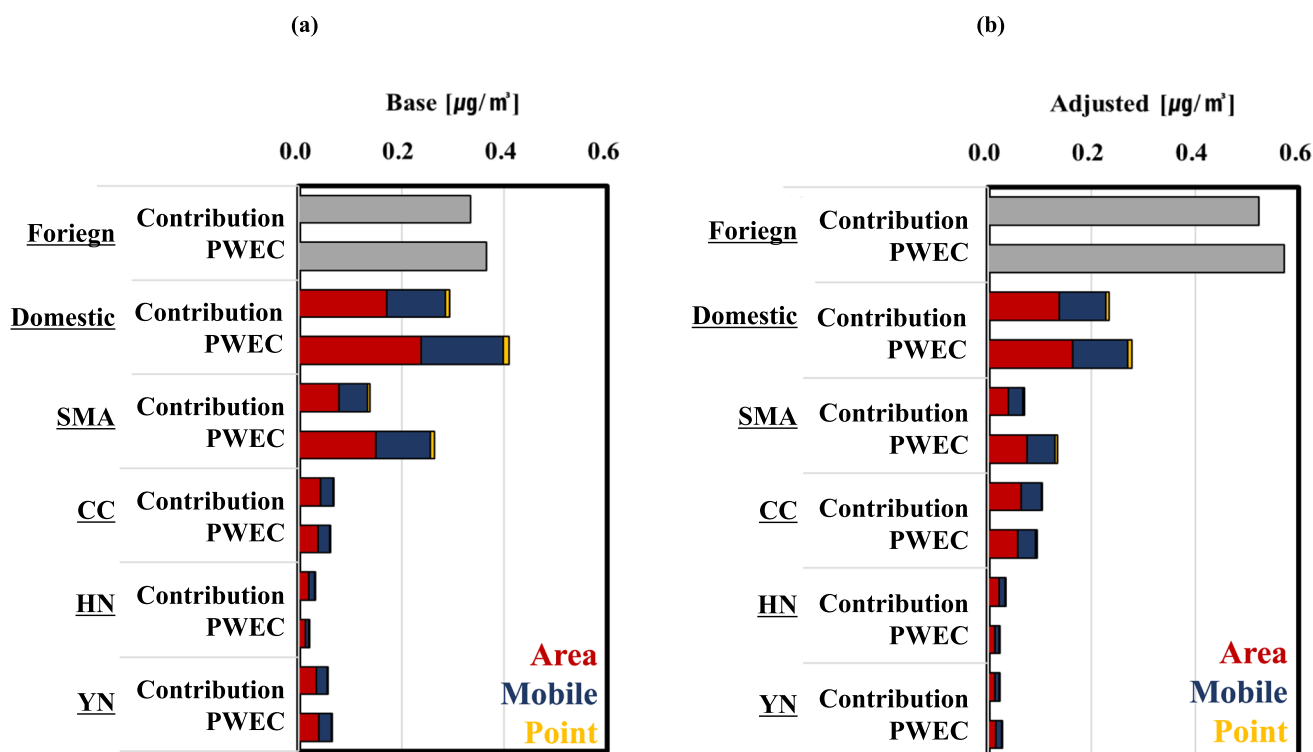 (a)
Base [µg/㎥]
0.0 0.2 0.4 0.6
Foriegn
Contribution
PWEC
Domestic
Contribution
PWEC
SMA
Contribution
PWEC
CC
Contribution
PWEC
HN
Contribution
PWEC
YN
Contribution
PWEC
Area
Mobile
Point
(b)
Adjusted [µg/㎥]
0.0 0.2 0.4 0.6
Foriegn
Contribution
PWEC
Domestic
Contribution
PWEC
SMA
Contribution
PWEC
CC
Contribution
PWEC
HN
Contribution
PWEC
YN
Contribution
PWEC
Area
Mobile
Point